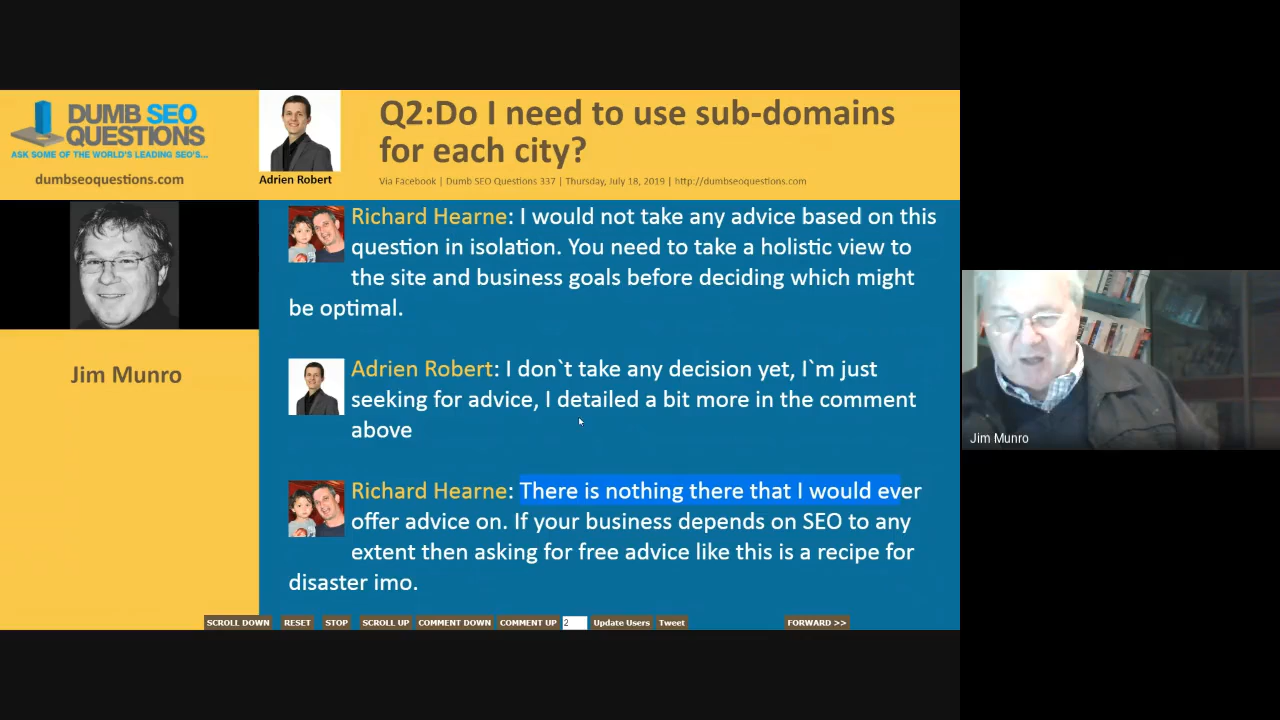 DUMB SEO
QUESTIONS
ASK SOME OF THE WORLD'S LEADING SEO'S...
dumbseoquestions.com
Adrien Robert
Q2:Do I need to use sub-domains
for each city?
Via Facebook | Dumb SEO Questions 337 | Thursday, July 18, 2019 | http://dumbseoquestions.com
Jim Munro
Richard Hearne: I would not take any advice based on this
question in isolation. You need to take a holistic view to
the site and business goals before deciding which might
be optimal.
Adrien Robert: I don`t take any decision yet, I`m just
seeking for advice, I detailed a bit more in the comment
above
Richard Hearne: There is nothing there that I would ever
offer advice on. If your business depends on SEO to any
extent then asking for free advice like this is a recipe for
disaster imo.
SCROLL DOWN RESET STOP SCROLL UP COMMENT DOWN COMMENT UP 2 Update Users Tweet FORWARD >>
Jim Munro